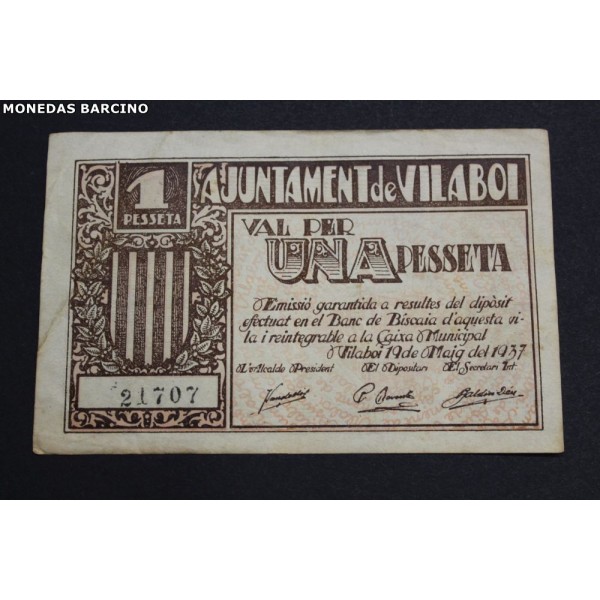 MONEDAS BARCINO
1
PESSETA
AJUNTAMENT de VILABOI
VAL PER
UNA PESSETA
Emissió garantida a resultes del dipòsit
efectuat en el Banc de Biscaia d'aquesta vi-
la i reintegrable a la Caixa Municipal
Vilaboi 19 de Maig del 1937
L'Alcalde President El Dipositari El Secretari Int.
21707